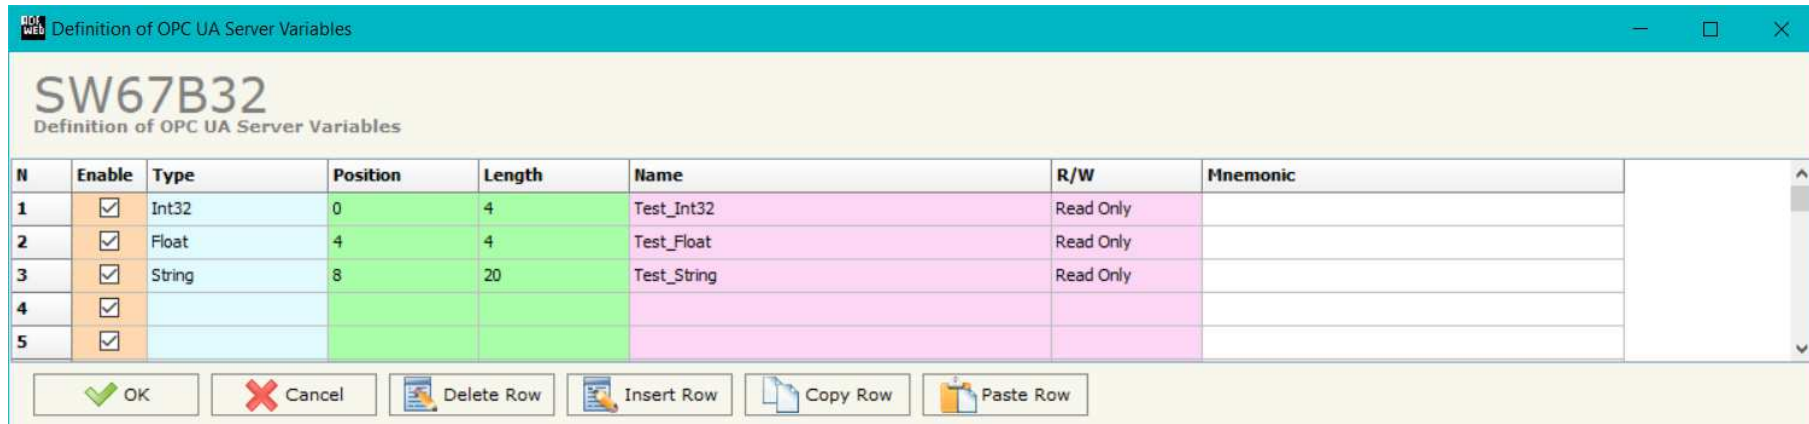 ADF WEB Definition of OPC UA Server Variables
SW67B32
Definition of OPC UA Server Variables
N Enable Type Position Length Name R/W Mnemonic
1 Int32 0 4 Test_Int32 Read Only
2 Float 4 4 Test_Float Read Only
3 String 8 20 Test_String Read Only
4
5
OK Cancel Delete Row Insert Row Copy Row Paste Row